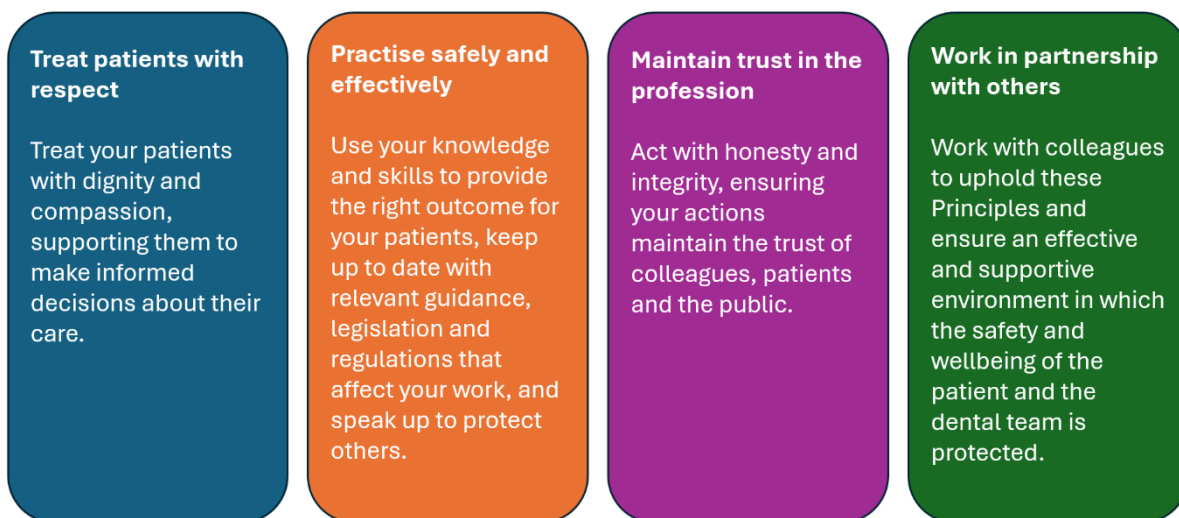 Treat patients with
respect
Treat your patients
with dignity and
compassion,
supporting them to
make informed
decisions about their
care.
Practise safely and
effectively
Use your knowledge
and skills to provide
the right outcome for
your patients, keep
up to date with
relevant guidance,
legislation and
regulations that
affect your work, and
speak up to protect
others.
Maintain trust in the
profession
Act with honesty and
integrity, ensuring
your actions
maintain the trust of
colleagues, patients
and the public.
Work in partnership
with others
Work with colleagues
to uphold these
Principles and
ensure an effective
and supportive
environment in which
the safety and
wellbeing of the
patient and the
dental team is
protected.